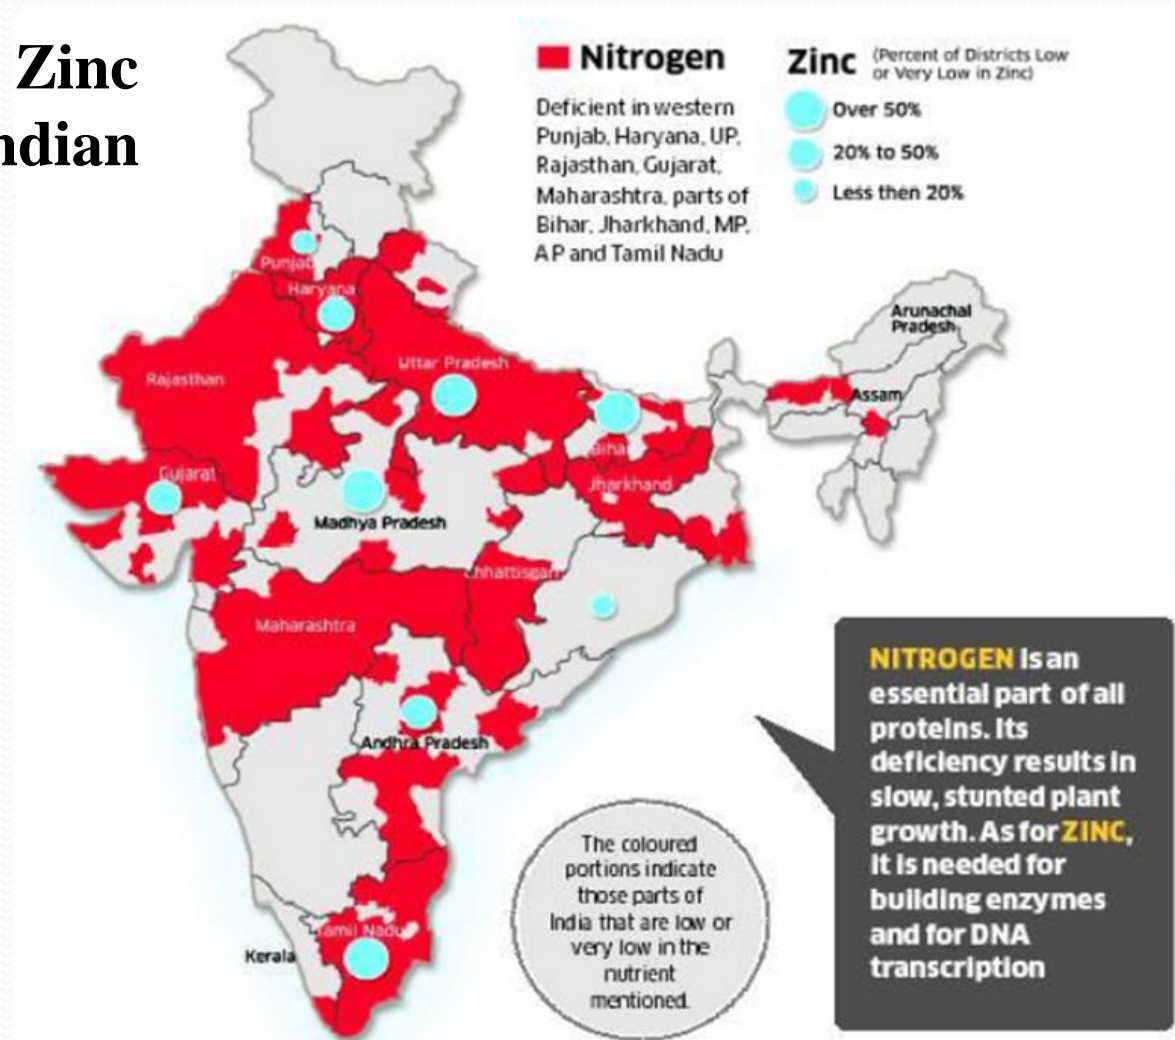 Zinc
ndian
Nitrogen
Deficient in western
Punjab, Haryana, UP,
Rajasthan, Gujarat,
Maharashtra, parts of
Bihar, Jharkhand, MP,
AP and Tamil Nadu
Zinc (Percent of Districts Low
or Very Low in Zinc)
Over 50%
20% to 50%
Less then 20%
Punjab
Haryana
Rajasthan
Uttar Pradesh
Arunachal
Pradesh
Assam
Bihar
Gujarat
Jharkhand
Madhya Pradesh
Chhattisgarh
Maharashtra
Andhra Pradesh
Tamil Nadu
Kerala
The coloured
portions indicate
those parts of
India that are low or
very low in the
nutrient
mentioned.
NITROGEN is an
essential part of all
proteins. Its
deficiency results in
slow, stunted plant
growth. As for ZINC,
it is needed for
building enzymes
and for DNA
transcription